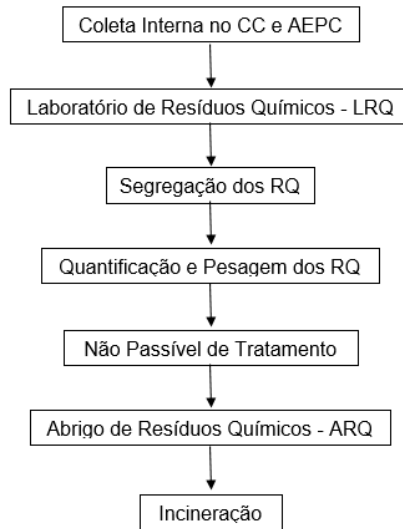 Coleta Interna no CC e AEPC
Laboratório de Resíduos Químicos - LRQ
Segregação dos RQ
Quantificação e Pesagem dos RQ
Não Passível de Tratamento
Abrigo de Resíduos Químicos - ARQ
Incineração